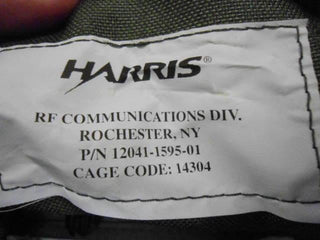 HARRIS®
RF COMMUNICATIONS DIV.
ROCHESTER, NY
P/N 12041-1595-01
CAGE CODE: 14304